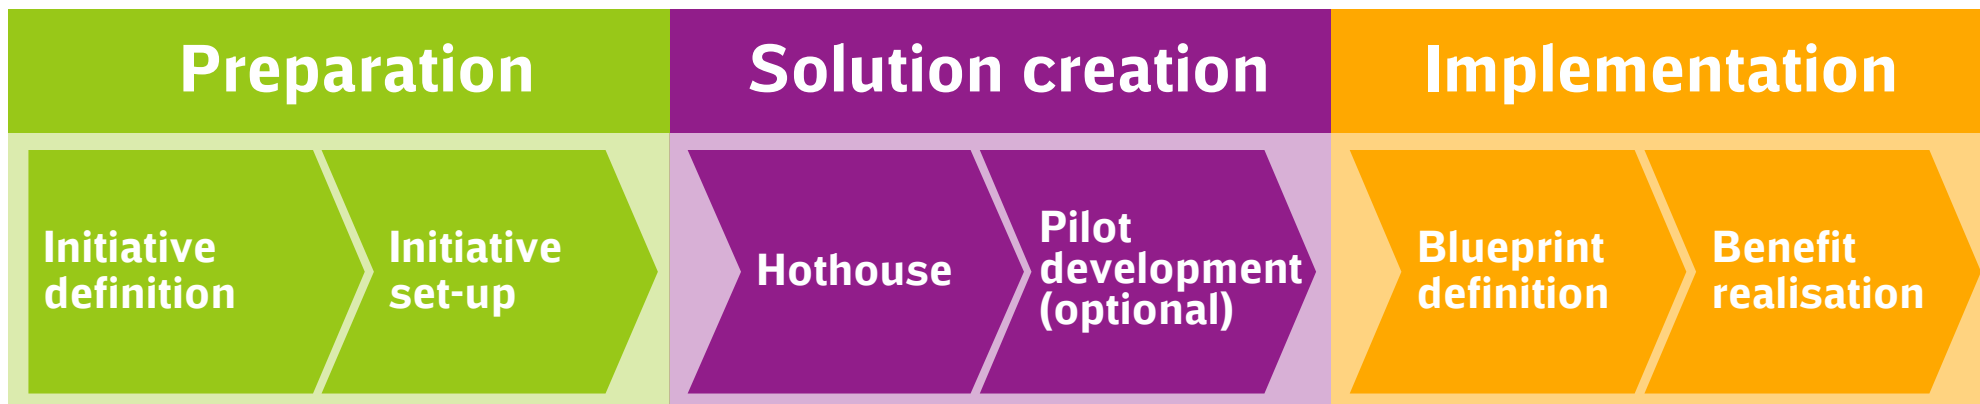 Preparation
Solution creation
Implementation
Initiative
definition
Initiative
set-up
Hothouse
Pilot
development
(optional)
Blueprint
definition
Benefit
realisation